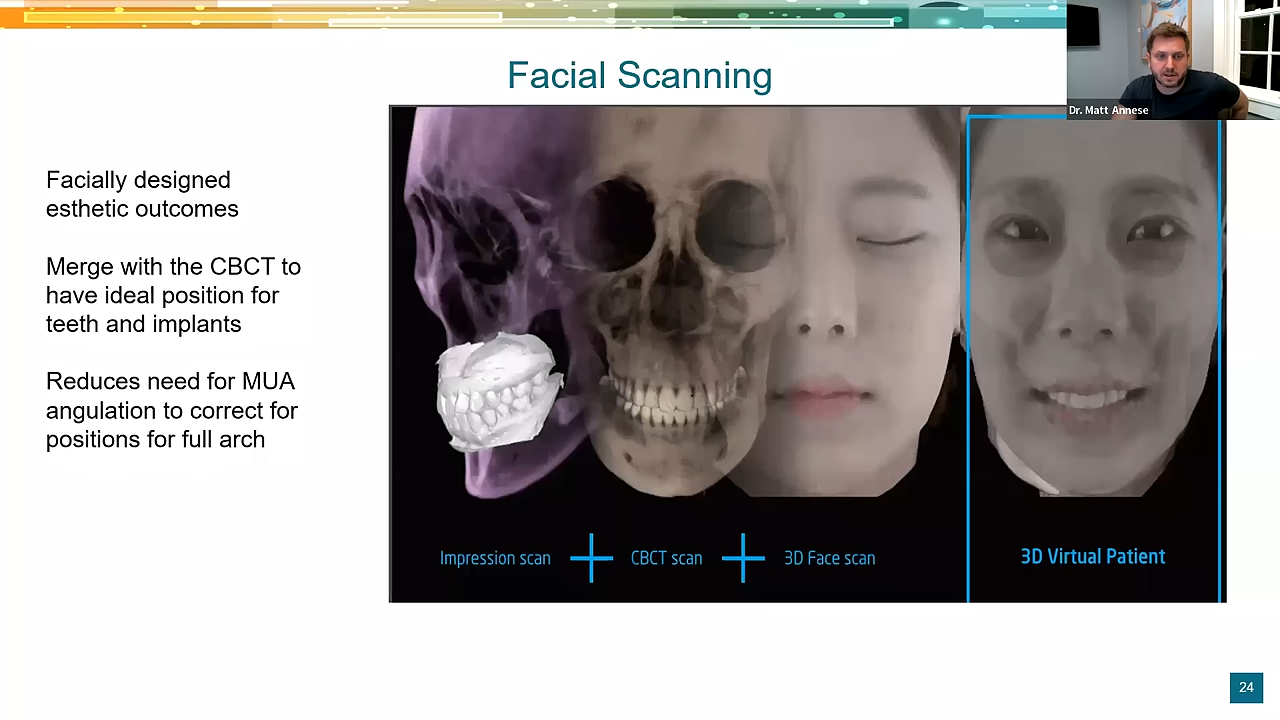 Facial Scanning
Dr. Matt Annese
Facially designed
esthetic outcomes
Merge with the CBCT to
have ideal position for
teeth and implants
Reduces need for MUA
angulation to correct for
positions for full arch
Impression scan
CBCT scan
3D Face scan
3D Virtual Patient
24